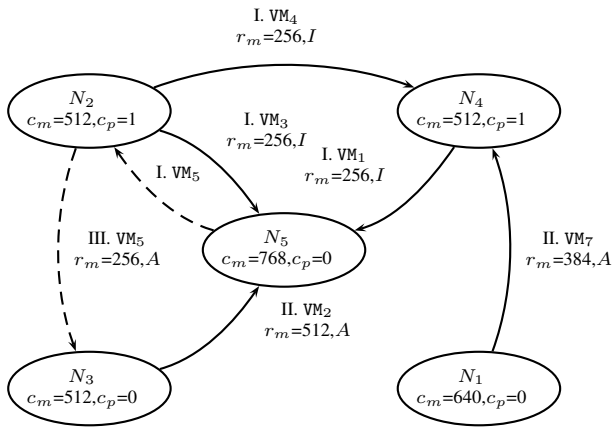 I. VM₄
rₘ=256,I
N₂
cₘ=512,cₚ=1
N₄
cₘ=512,cₚ=1
I. VM₃
rₘ=256,I
I. VM₁
rₘ=256,I
I. VM₅
N₅
cₘ=768,cₚ=0
III. VM₅
rₘ=256,A
II. VM₇
rₘ=384,A
II. VM₂
rₘ=512,A
N₃
cₘ=512,cₚ=0
N₁
cₘ=640,cₚ=0